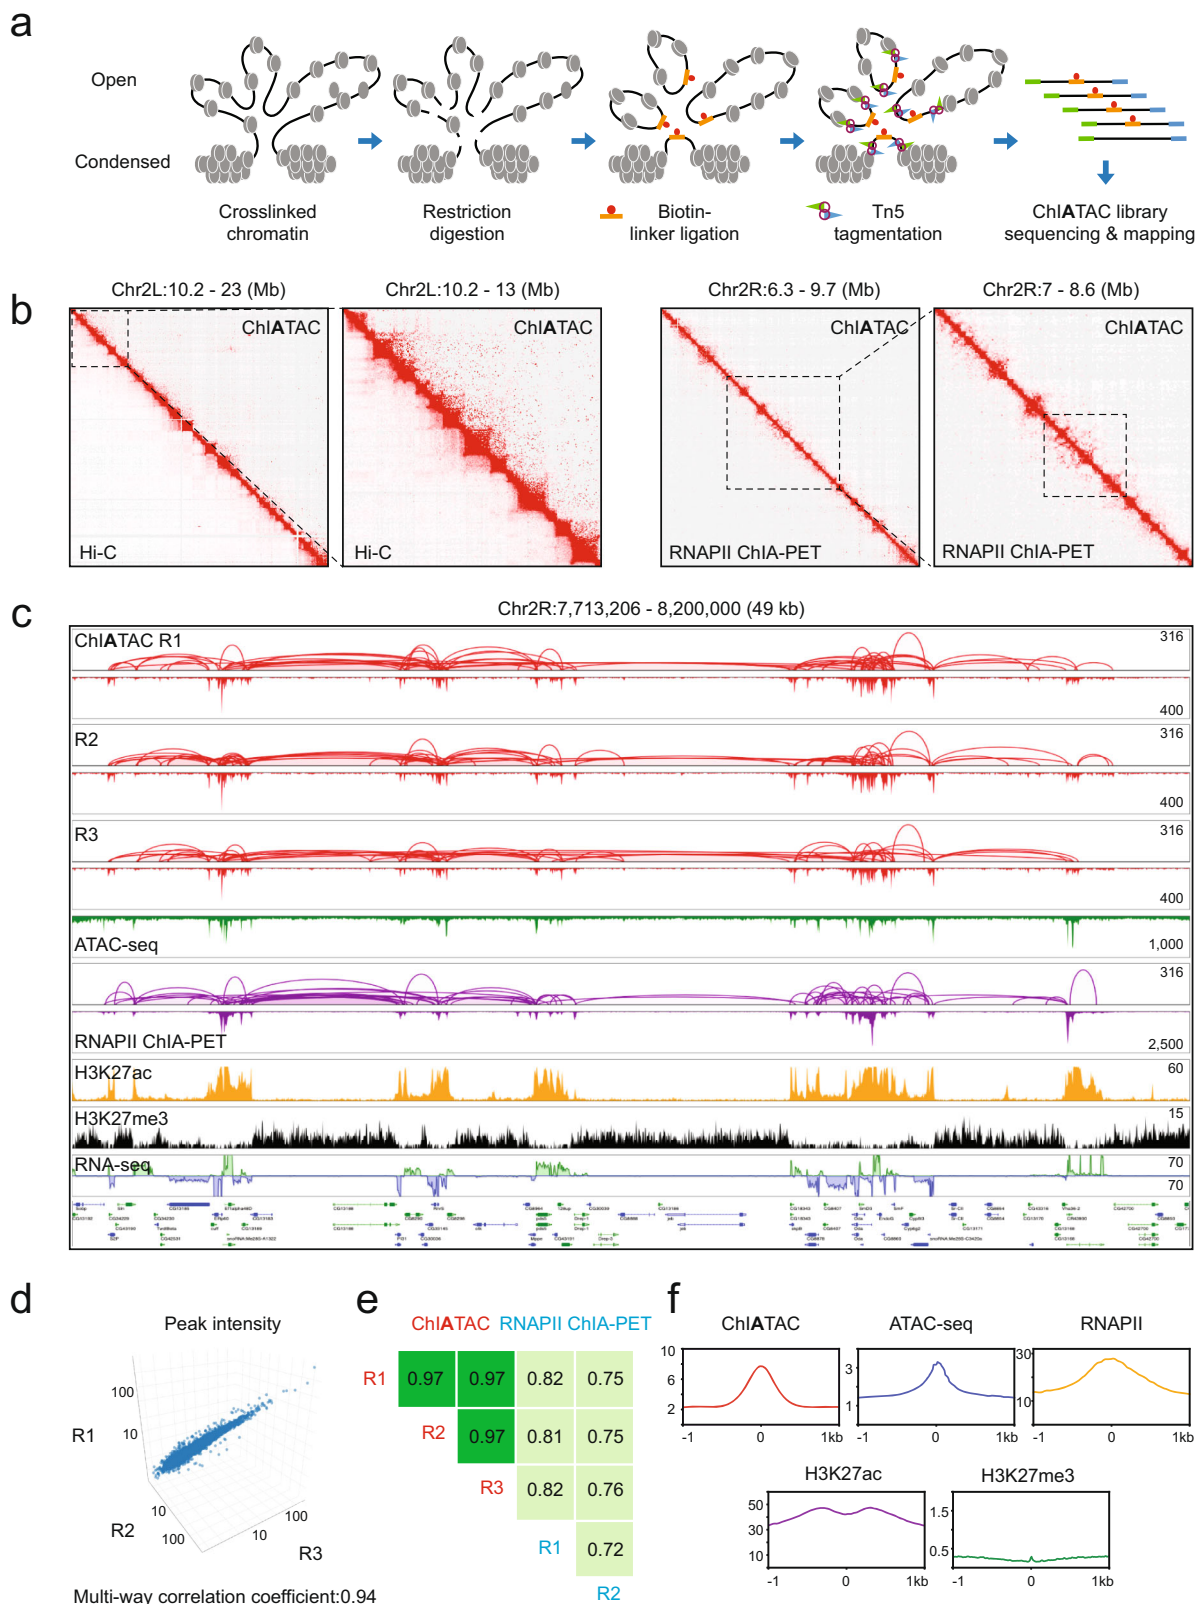 a
Open
Condensed
Crosslinked
chromatin
Restriction
digestion
Biotin-
linker ligation
Tn5
tagmentation
ChIATAC library
sequencing & mapping
b
Chr2L:10.2 - 23 (Mb)
Chr2L:10.2 - 13 (Mb)
Chr2R:6.3 - 9.7 (Mb)
Chr2R:7 - 8.6 (Mb)
ChIATAC
ChIATAC
ChIATAC
ChIATAC
Hi-C
Hi-C
RNAPII ChIA-PET
RNAPII ChIA-PET
c
Chr2R:7,713,206 - 8,200,000 (49 kb)
ChIATAC R1
316
400
R2
316
400
R3
316
400
ATAC-seq
1,000
316
RNAPII ChIA-PET
2,500
H3K27ac
60
H3K27me3
15
RNA-seq
70
70
d
Peak intensity
100
R1
10
10
R2
100
10
100
R3
Multi-way correlation coefficient:0.94
e
ChIATAC RNAPII ChIA-PET
R1 0.97 0.97 0.82 0.75
R2 0.97 0.81 0.75
R3 0.82 0.76
R1 0.72
R2
f
ChIATAC
10
6
2
-1 0 1kb
ATAC-seq
3
1
-1 0 1kb
RNAPII
30
10
-1 0 1kb
H3K27ac
50
30
10
-1 0 1kb
H3K27me3
1.5
0.5
-1 0 1kb